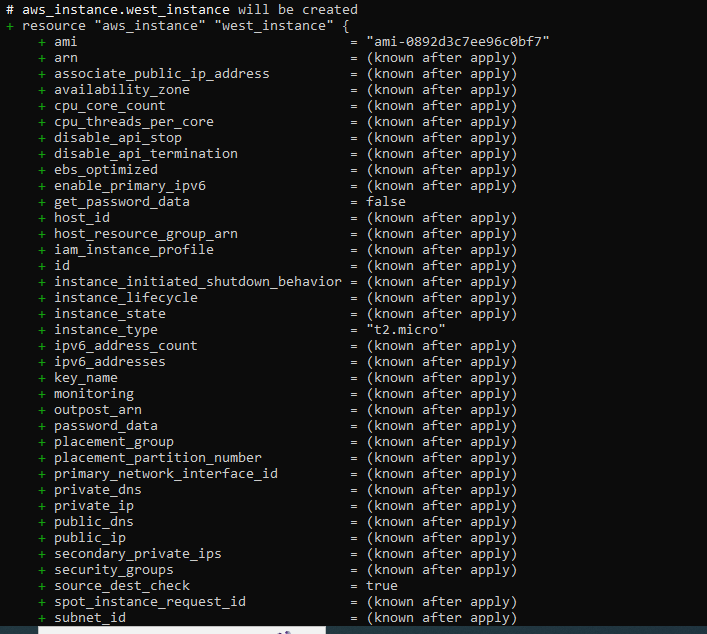 # aws_instance.west_instance will be created
+ resource "aws_instance" "west_instance" {
+ ami = "ami-0892d3c7ee96c0bf7"
+ arn = (known after apply)
+ associate_public_ip_address = (known after apply)
+ availability_zone = (known after apply)
+ cpu_core_count = (known after apply)
+ cpu_threads_per_core = (known after apply)
+ disable_api_stop = (known after apply)
+ disable_api_termination = (known after apply)
+ ebs_optimized = (known after apply)
+ enable_primary_ipv6 = (known after apply)
+ get_password_data = false
+ host_id = (known after apply)
+ host_resource_group_arn = (known after apply)
+ iam_instance_profile = (known after apply)
+ id = (known after apply)
+ instance_initiated_shutdown_behavior = (known after apply)
+ instance_lifecycle = (known after apply)
+ instance_state = (known after apply)
+ instance_type = "t2.micro"
+ ipv6_address_count = (known after apply)
+ ipv6_addresses = (known after apply)
+ key_name = (known after apply)
+ monitoring = (known after apply)
+ outpost_arn = (known after apply)
+ password_data = (known after apply)
+ placement_group = (known after apply)
+ placement_partition_number = (known after apply)
+ primary_network_interface_id = (known after apply)
+ private_dns = (known after apply)
+ private_ip = (known after apply)
+ public_dns = (known after apply)
+ public_ip = (known after apply)
+ secondary_private_ips = (known after apply)
+ security_groups = (known after apply)
+ source_dest_check = true
+ spot_instance_request_id = (known after apply)
+ subnet_id = (known after apply)